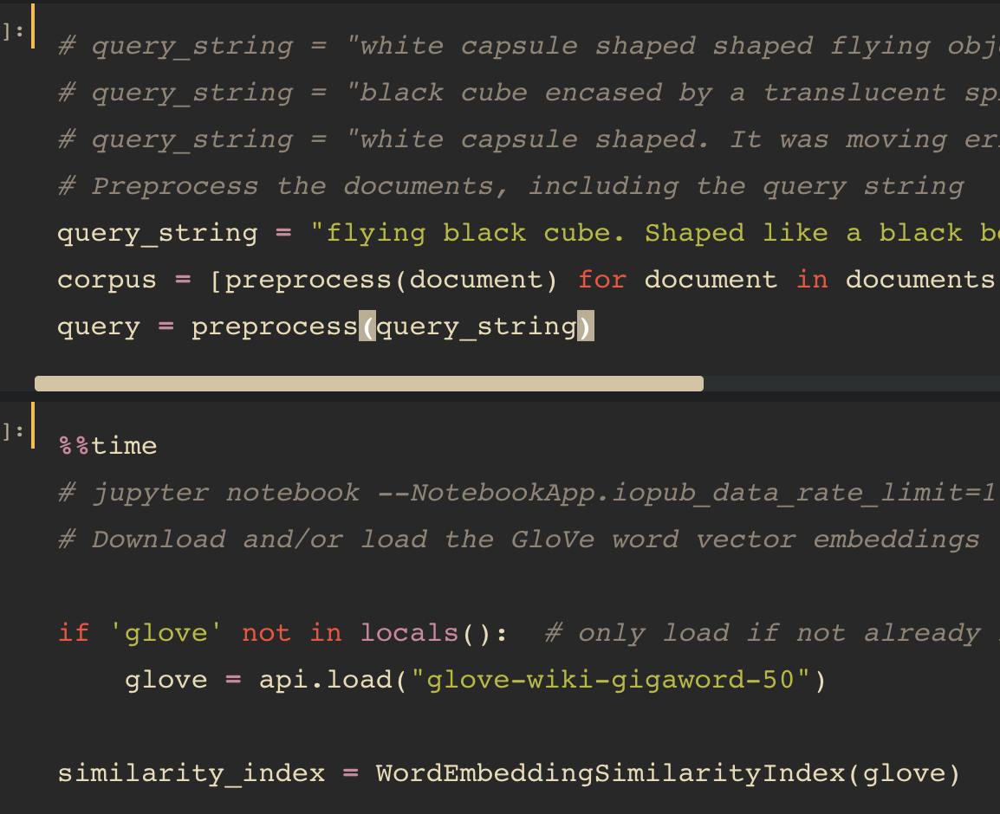 ]:
# query_string = "white capsule shaped shaped flying
# query_string = "black cube encased by a translucent
# query_string = "white capsule shaped. It was moving
# Preprocess the documents, including the query string
query_string = "flying black cube. Shaped like a black
corpus = [preprocess(document) for document in documents
query = preprocess(query_string)
]:
%%time
# jupyter notebook --NotebookApp.iopub_data_rate_limit=1
# Download and/or load the GloVe word vector embeddings
if 'glove' not in locals():  # only load if not already
    glove = api.load("glove-wiki-gigaword-50")
similarity_index = WordEmbeddingSimilarityIndex(glove)